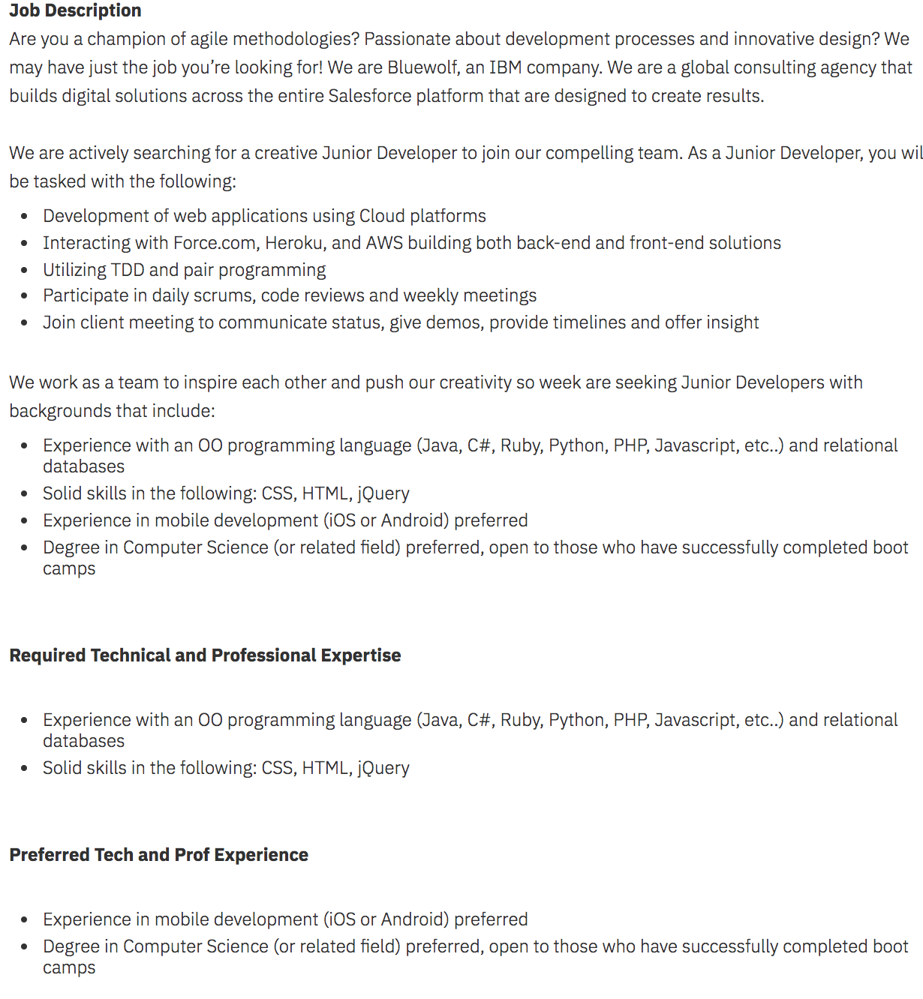 Job Description
Are you a champion of agile methodologies? Passionate about development processes and innovative design? We
may have just the job you’re looking for! We are Bluewolf, an IBM company. We are a global consulting agency that
builds digital solutions across the entire Salesforce platform that are designed to create results.
We are actively searching for a creative Junior Developer to join our compelling team. As a Junior Developer, you wil
be tasked with the following:
• Development of web applications using Cloud platforms
• Interacting with Force.com, Heroku, and AWS building both back-end and front-end solutions
• Utilizing TDD and pair programming
• Participate in daily scrums, code reviews and weekly meetings
• Join client meeting to communicate status, give demos, provide timelines and offer insight
We work as a team to inspire each other and push our creativity so week are seeking Junior Developers with
backgrounds that include:
• Experience with an OO programming language (Java, C#, Ruby, Python, PHP, Javascript, etc..) and relational
databases
• Solid skills in the following: CSS, HTML, jQuery
• Experience in mobile development (iOS or Android) preferred
• Degree in Computer Science (or related field) preferred, open to those who have successfully completed boot
camps
Required Technical and Professional Expertise
• Experience with an OO programming language (Java, C#, Ruby, Python, PHP, Javascript, etc..) and relational
databases
• Solid skills in the following: CSS, HTML, jQuery
Preferred Tech and Prof Experience
• Experience in mobile development (iOS or Android) preferred
• Degree in Computer Science (or related field) preferred, open to those who have successfully completed boot
camps